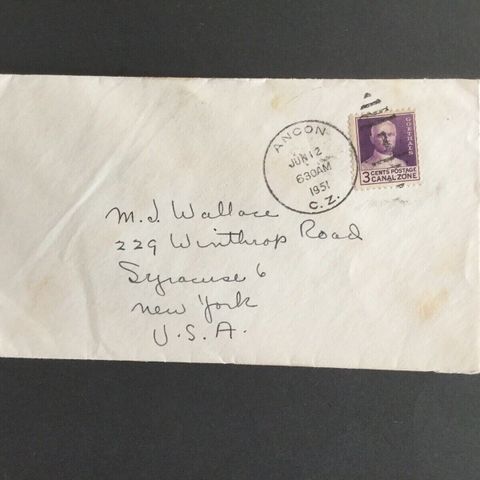 ANCON
JUN 12
630AM
1951
C.Z.
GOETHALS
3 CENTS POSTAGE
CANAL ZONE
M.J. Wallace
229 Winthrop Road
Syracuse 6
New York
U.S.A.